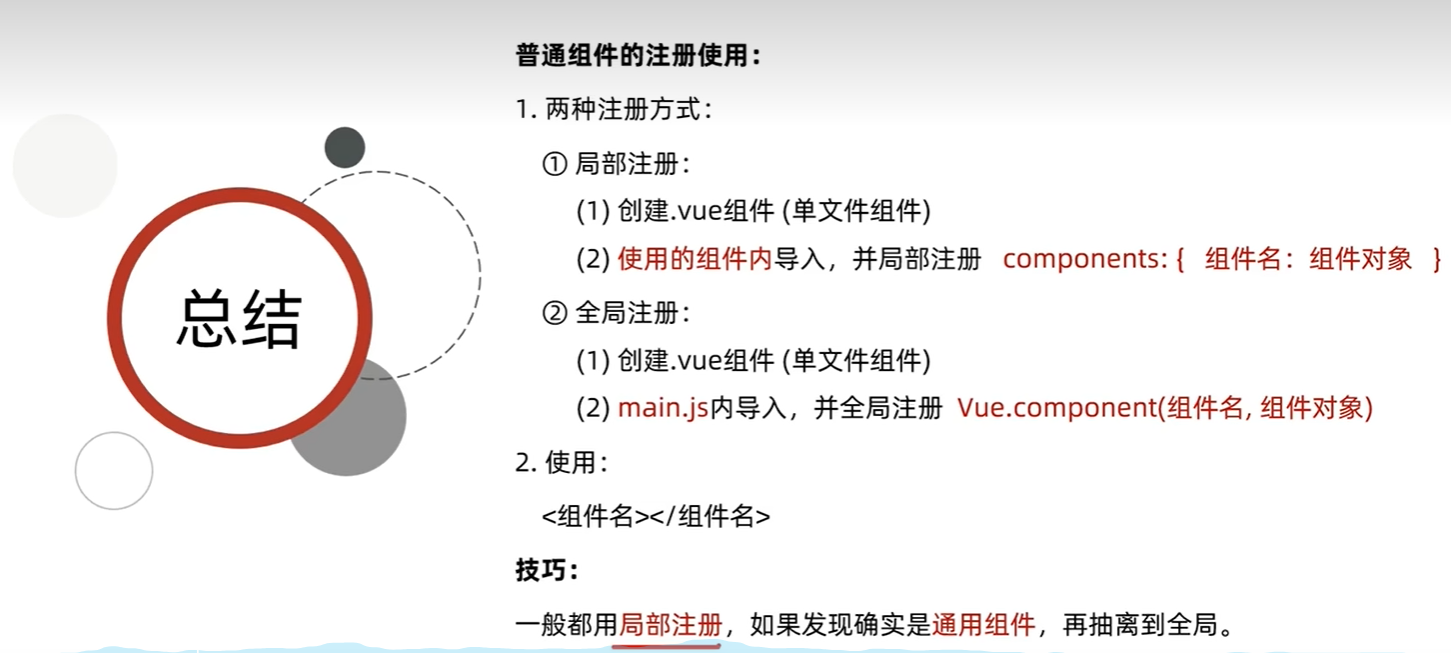 总结
普通组件的注册使用：
1. 两种注册方式：
① 局部注册：
(1) 创建.vue组件 (单文件组件)
(2) 使用的组件内导入，并局部注册 components: { 组件名：组件对象 }
② 全局注册：
(1) 创建.vue组件 (单文件组件)
(2) main.js内导入，并全局注册 Vue.component(组件名, 组件对象)
2. 使用：
<组件名></组件名>
技巧：
一般都用局部注册，如果发现确实是通用组件，再抽离到全局。